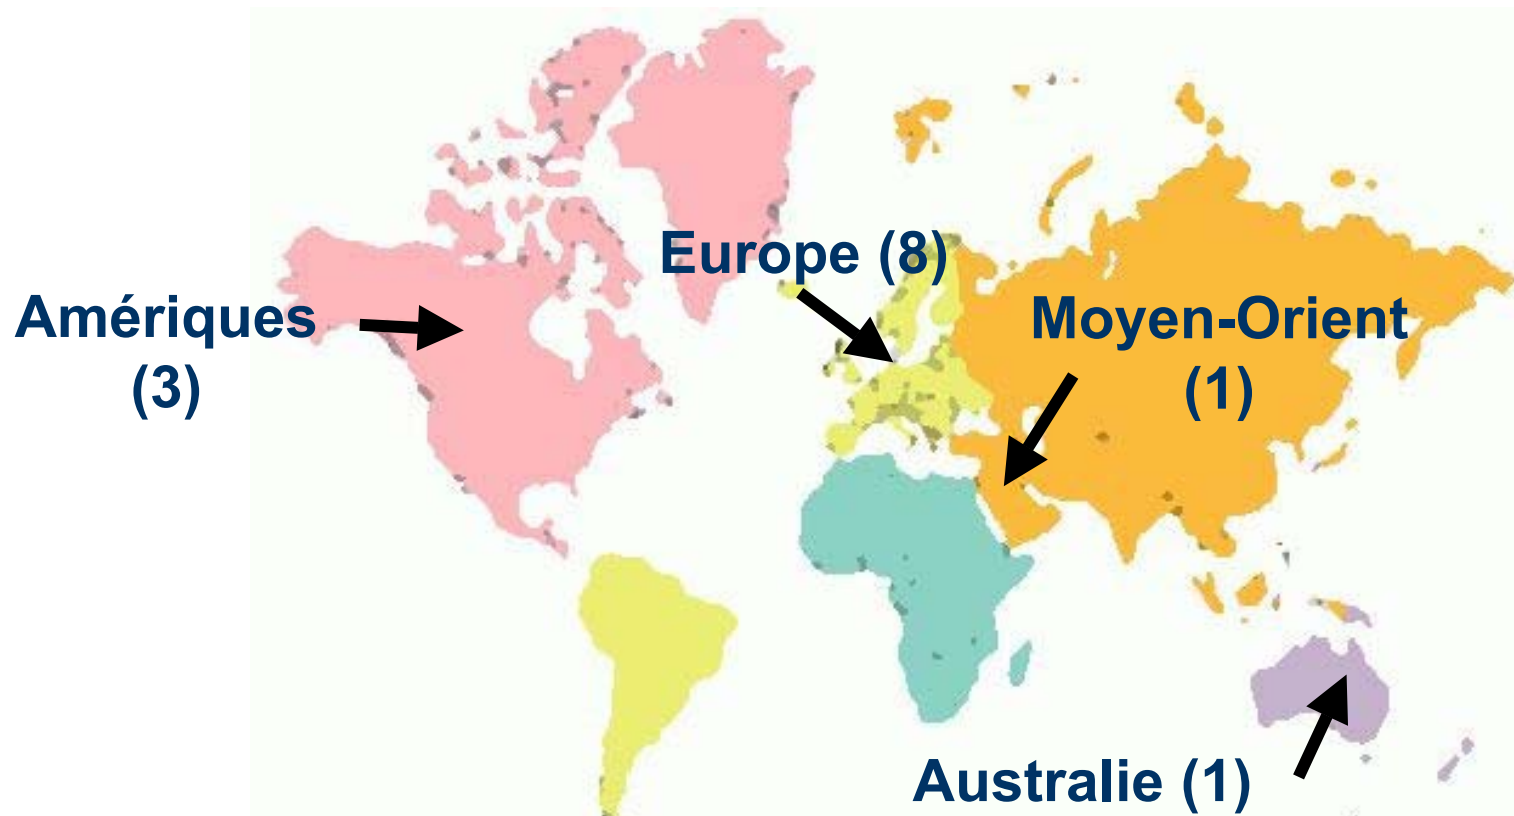 Europe (8)
Amériques
(3)
Moyen-Orient
(1)
Australie (1)